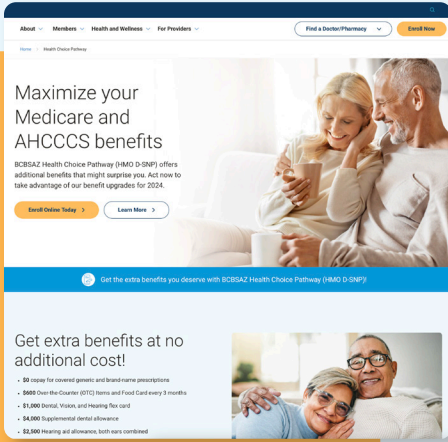 About Members Health and Wellness For Providers Find a Doctor/Pharmacy Enroll Now
Home Health Choice Pathway
Maximize your
Medicare and
AHCCCS benefits
BCBSAZ Health Choice Pathway (HMO D-SNP) offers
additional benefits that might surprise you. Act now to
take advantage of our benefit upgrades for 2024.
Enroll Online Today Learn More
Get the extra benefits you deserve with BCBSAZ Health Choice Pathway (HMO D-SNP)!
Get extra benefits at no
additional cost!
• $0 copay for covered generic and brand-name prescriptions
• $600 Over-the-Counter (OTC) Items and Food Card every 3 months
• $1,000 Dental, Vision, and Hearing flex card
• $4,000 Supplemental dental allowance
• $2,500 Hearing aid allowance, both ears combined